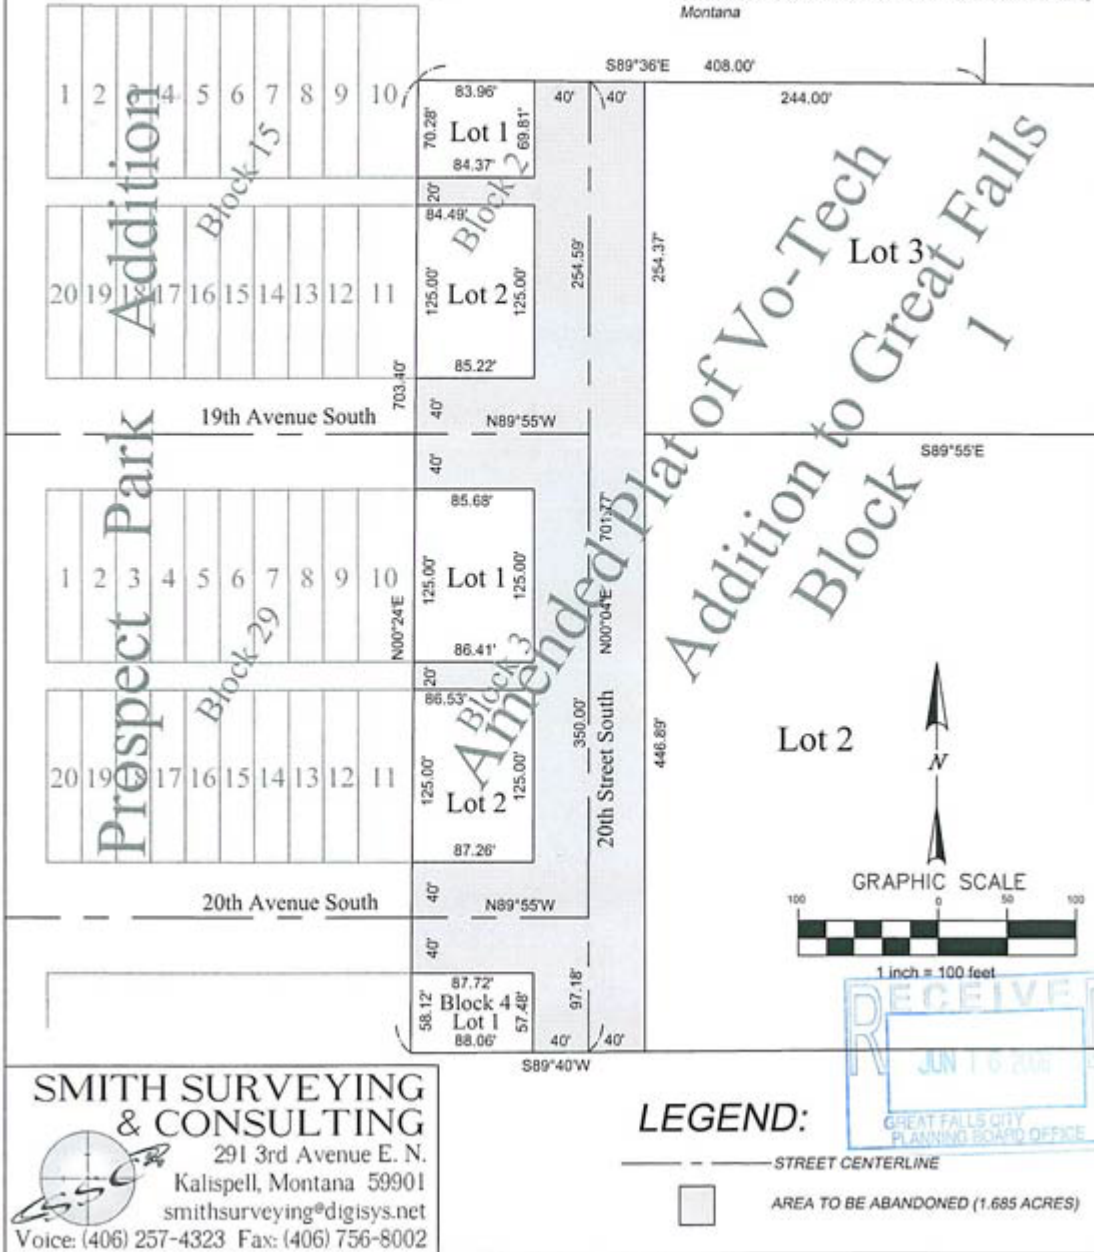 Montana
S89°36'E 408.00'
1 2 3 4 5 6 7 8 9 10
83.96' 40' 40' 244.00'
70.28' Lot 1 69.81'
84.37'
Block 15
Block 2
20'
84.49'
20 19 18 17 16 15 14 13 12 11
125.00' Lot 2 125.00'
85.22'
254.59'
254.37'
Lot 3
703.40'
40'
19th Avenue South
N89°55'W
S89°55'E
40'
85.68'
1 2 3 4 5 6 7 8 9 10
125.00' Lot 1 125.00'
86.41'
N00°24'E
N00°04'E 701.77'
Block 29
Block 3
20'
86.53'
20 19 18 17 16 15 14 13 12 11
125.00' Lot 2 125.00'
87.26'
350.00'
20th Street South
446.89'
Lot 2
Prospect Park Addition
Amended Plat of Vo-Tech
Addition to Great Falls
Block 1
N
40'
20th Avenue South
N89°55'W
40'
87.72'
58.12' Block 4 57.48'
Lot 1
88.06'
97.18'
40' 40'
S89°40'W
GRAPHIC SCALE
100 0 50 100
1 inch = 100 feet
RECEIVE
JUN 16
GREAT FALLS CITY
PLANNING BOARD OFFICE
SMITH SURVEYING
& CONSULTING
291 3rd Avenue E. N.
Kalispell, Montana 59901
smithsurveying@digisys.net
Voice: (406) 257-4323 Fax: (406) 756-8002
SSC
LEGEND:
STREET CENTERLINE
AREA TO BE ABANDONED (1.685 ACRES)